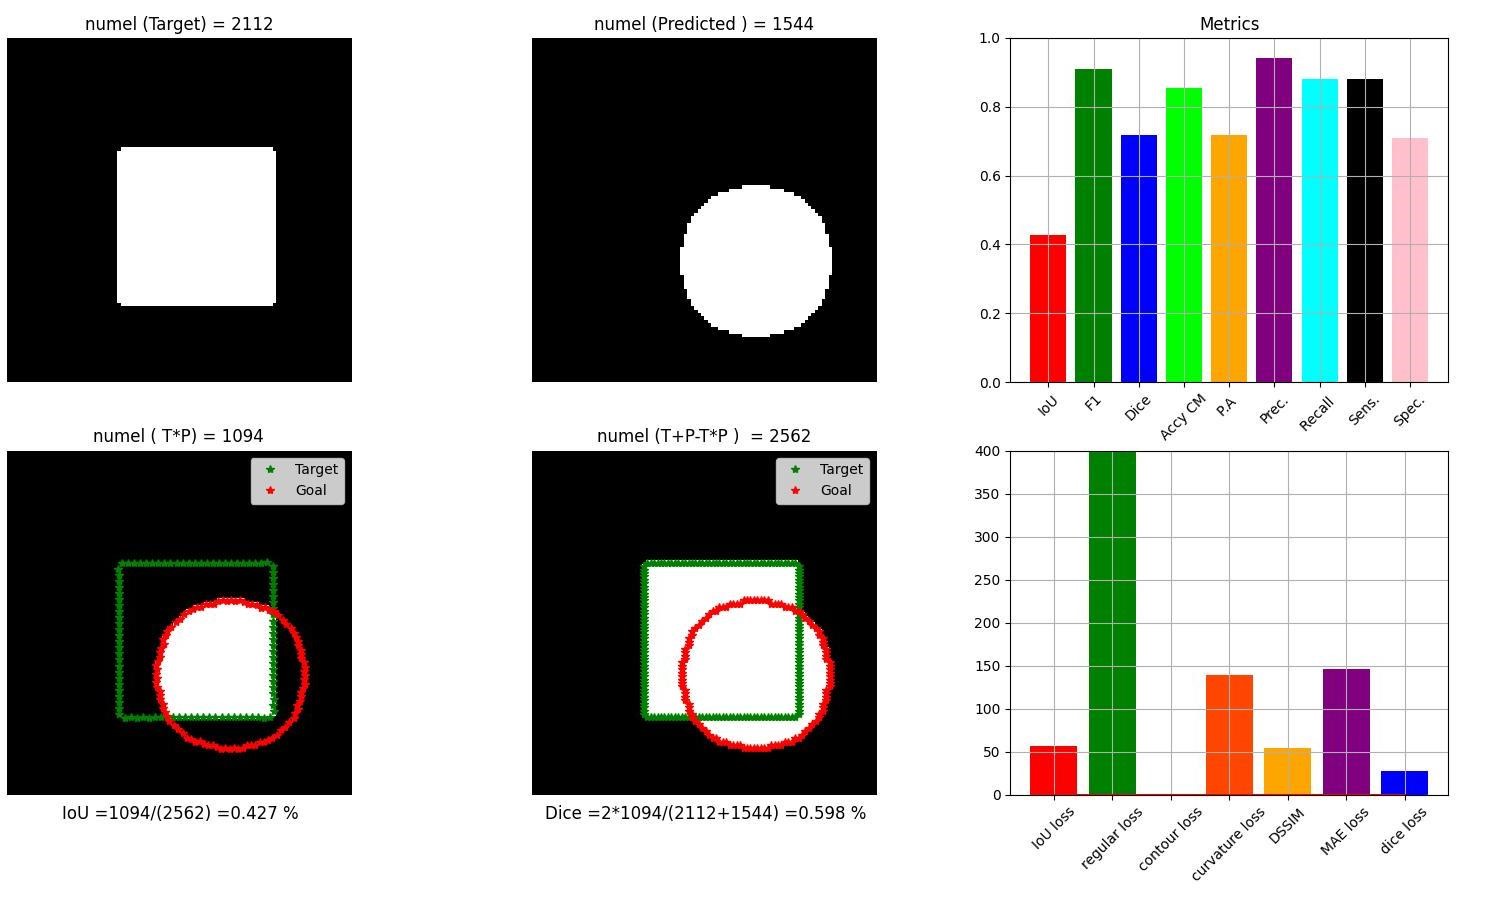 numel (Target) = 2112
numel (Predicted ) = 1544
Metrics
1.0
0.8
0.6
0.4
0.2
0.0
IoU
F1
Dice
Accy CM
P.A
Prec.
Recall
Sens.
Spec.
numel ( T*P) = 1094
Target
Goal
IoU =1094/(2562) =0.427 %
numel (T+P-T*P )  = 2562
Target
Goal
Dice =2*1094/(2112+1544) =0.598 %
400
350
300
250
200
150
100
50
0
IoU loss
regular loss
contour loss
curvature loss
DSSIM
MAE loss
dice loss